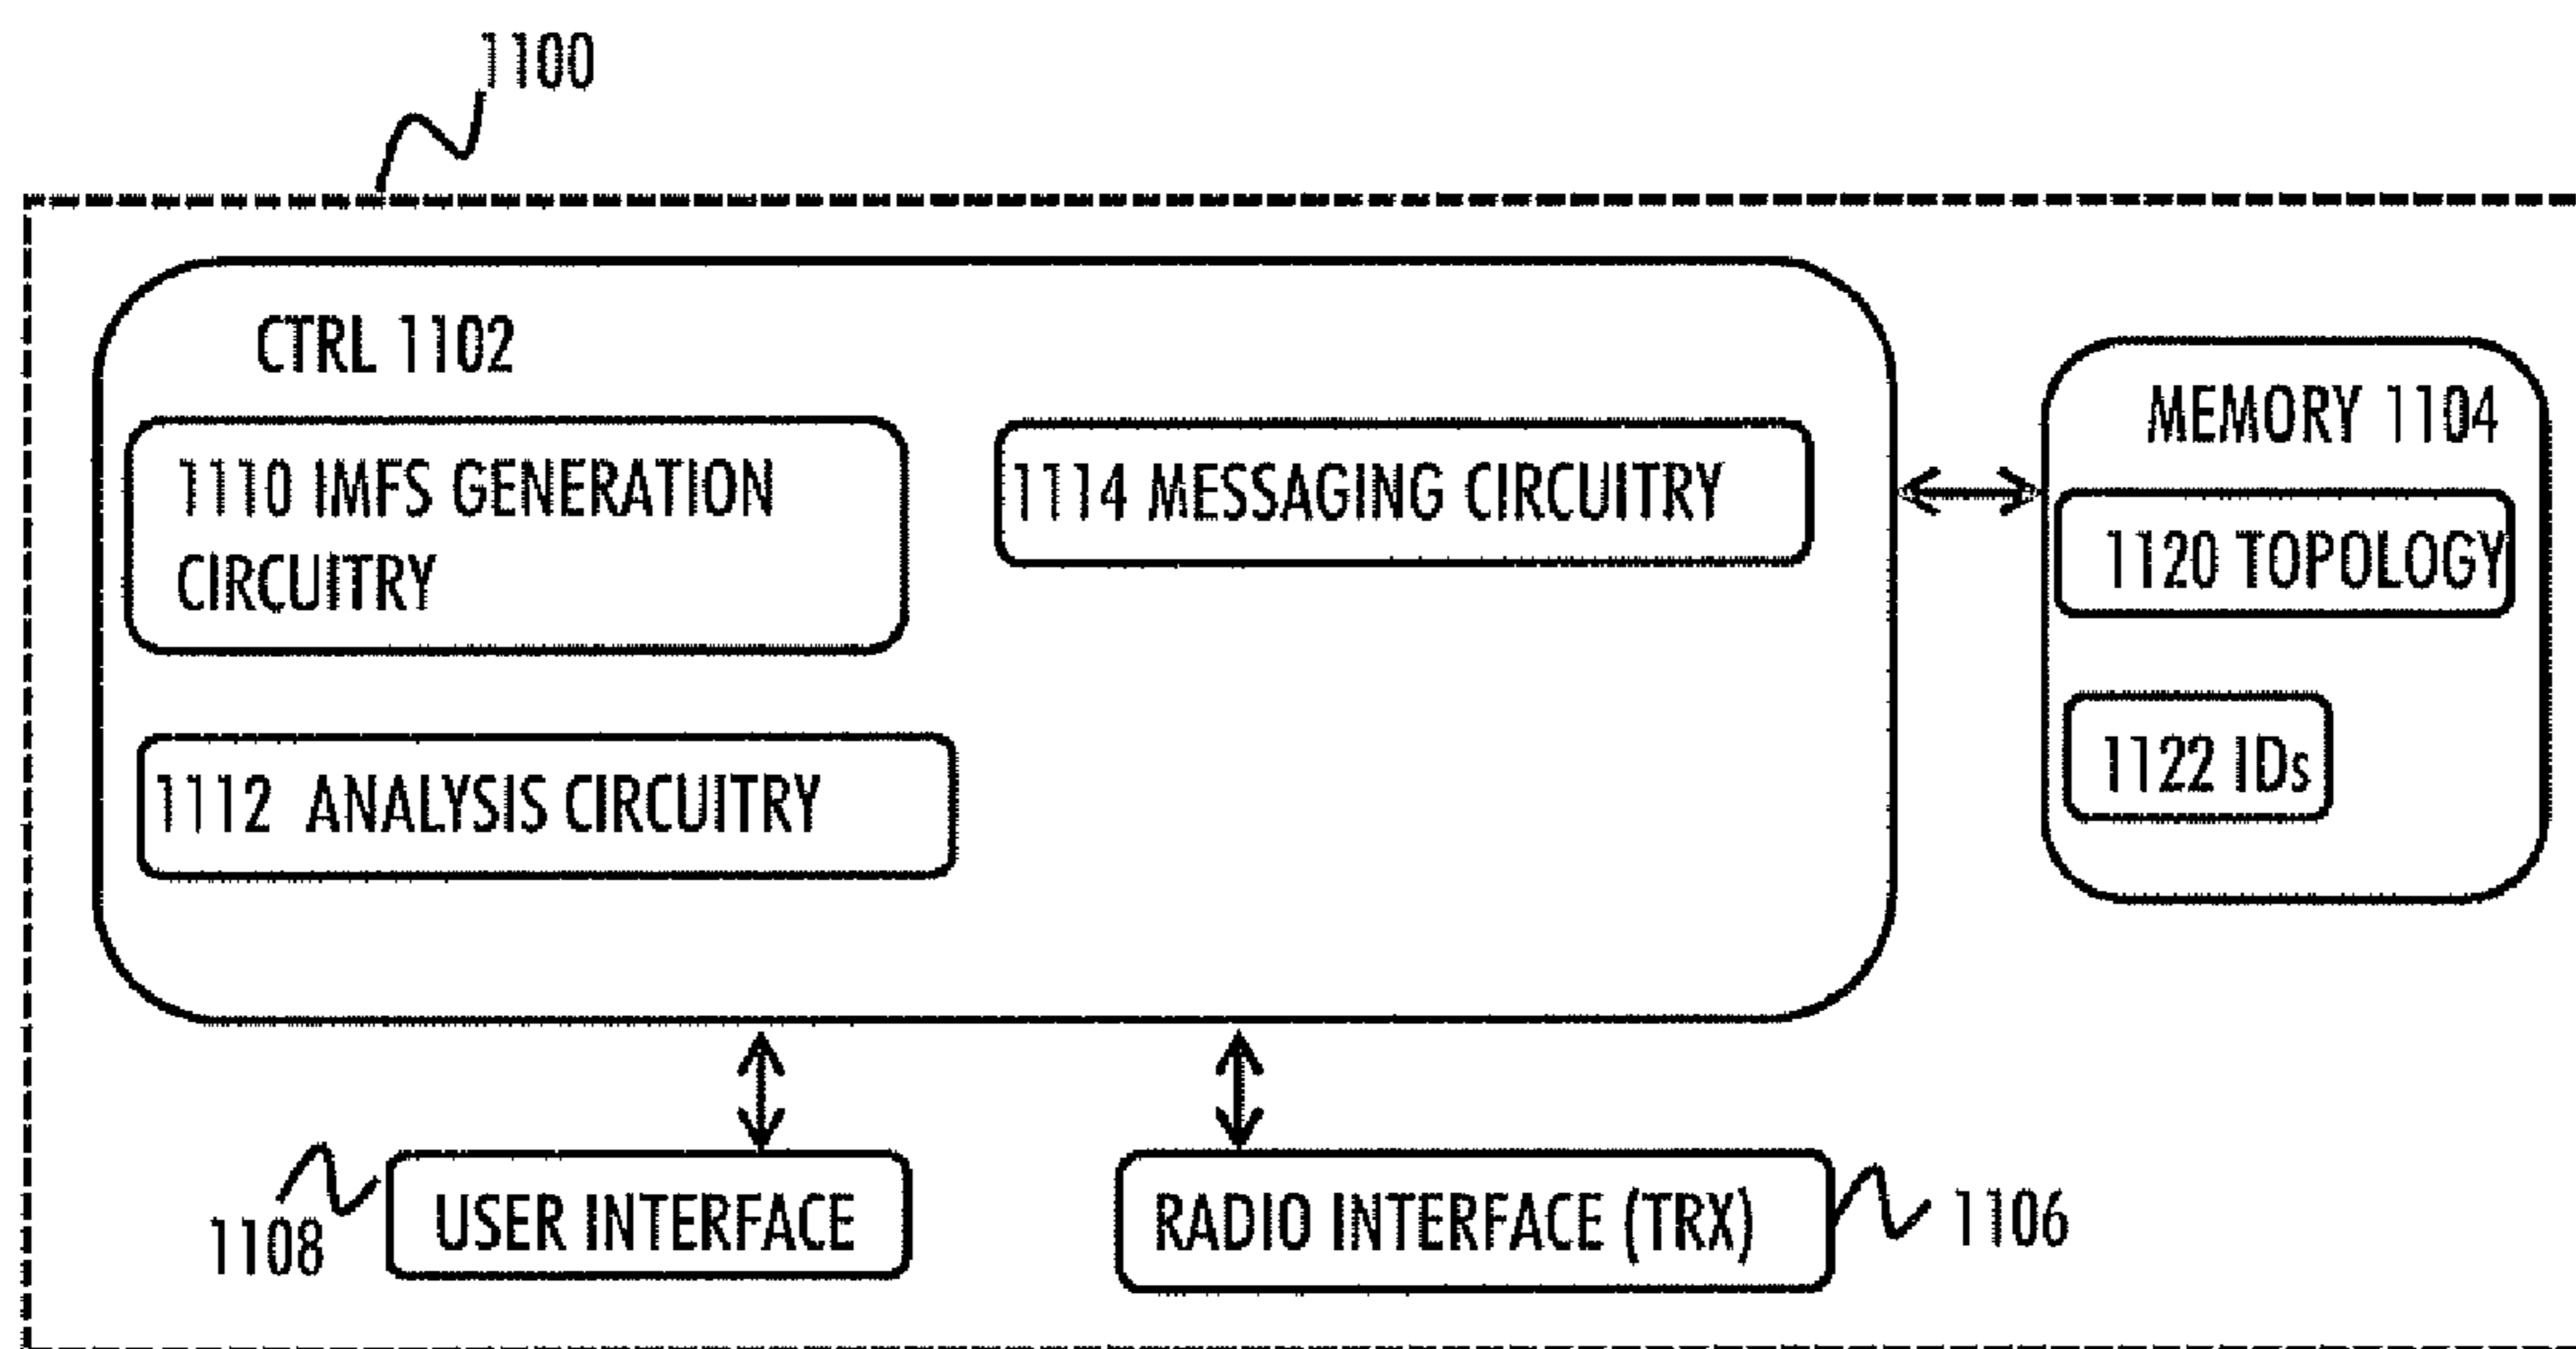 1100
CTRL 1102
1110 IMFS GENERATION
CIRCUITRY
1114 MESSAGING CIRCUITRY
1112 ANALYSIS CIRCUITRY
MEMORY 1104
1120 TOPOLOGY
1122 IDs
1108
USER INTERFACE
RADIO INTERFACE (TRX)
1106